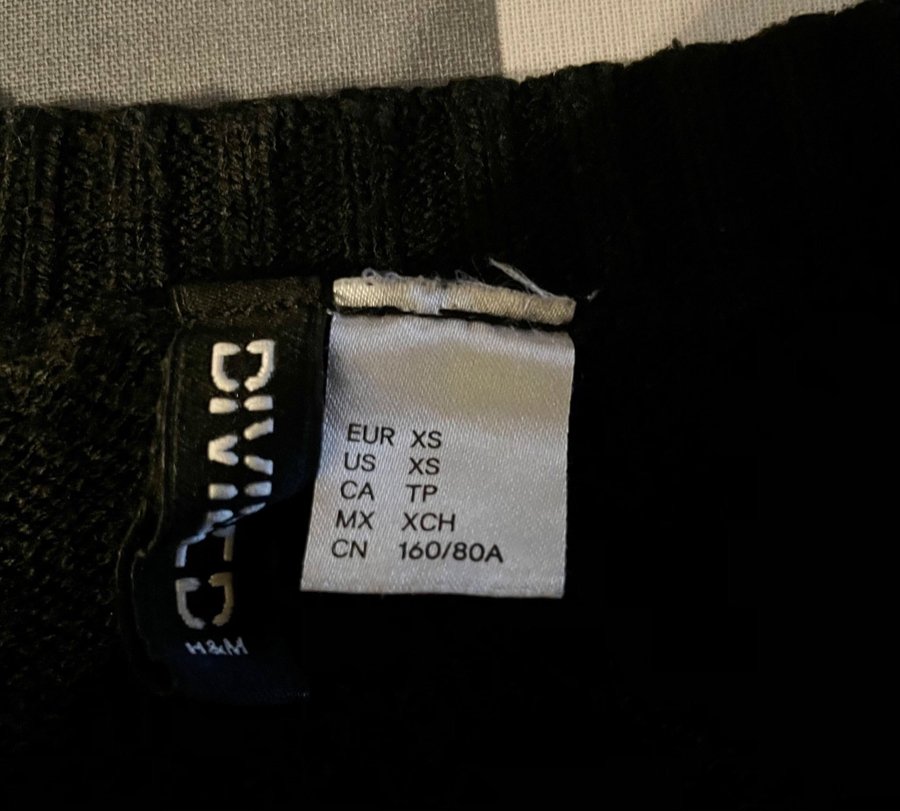 DIVIDED
H&M
EUR XS
US XS
CA TP
MX XCH
CN 160/80A